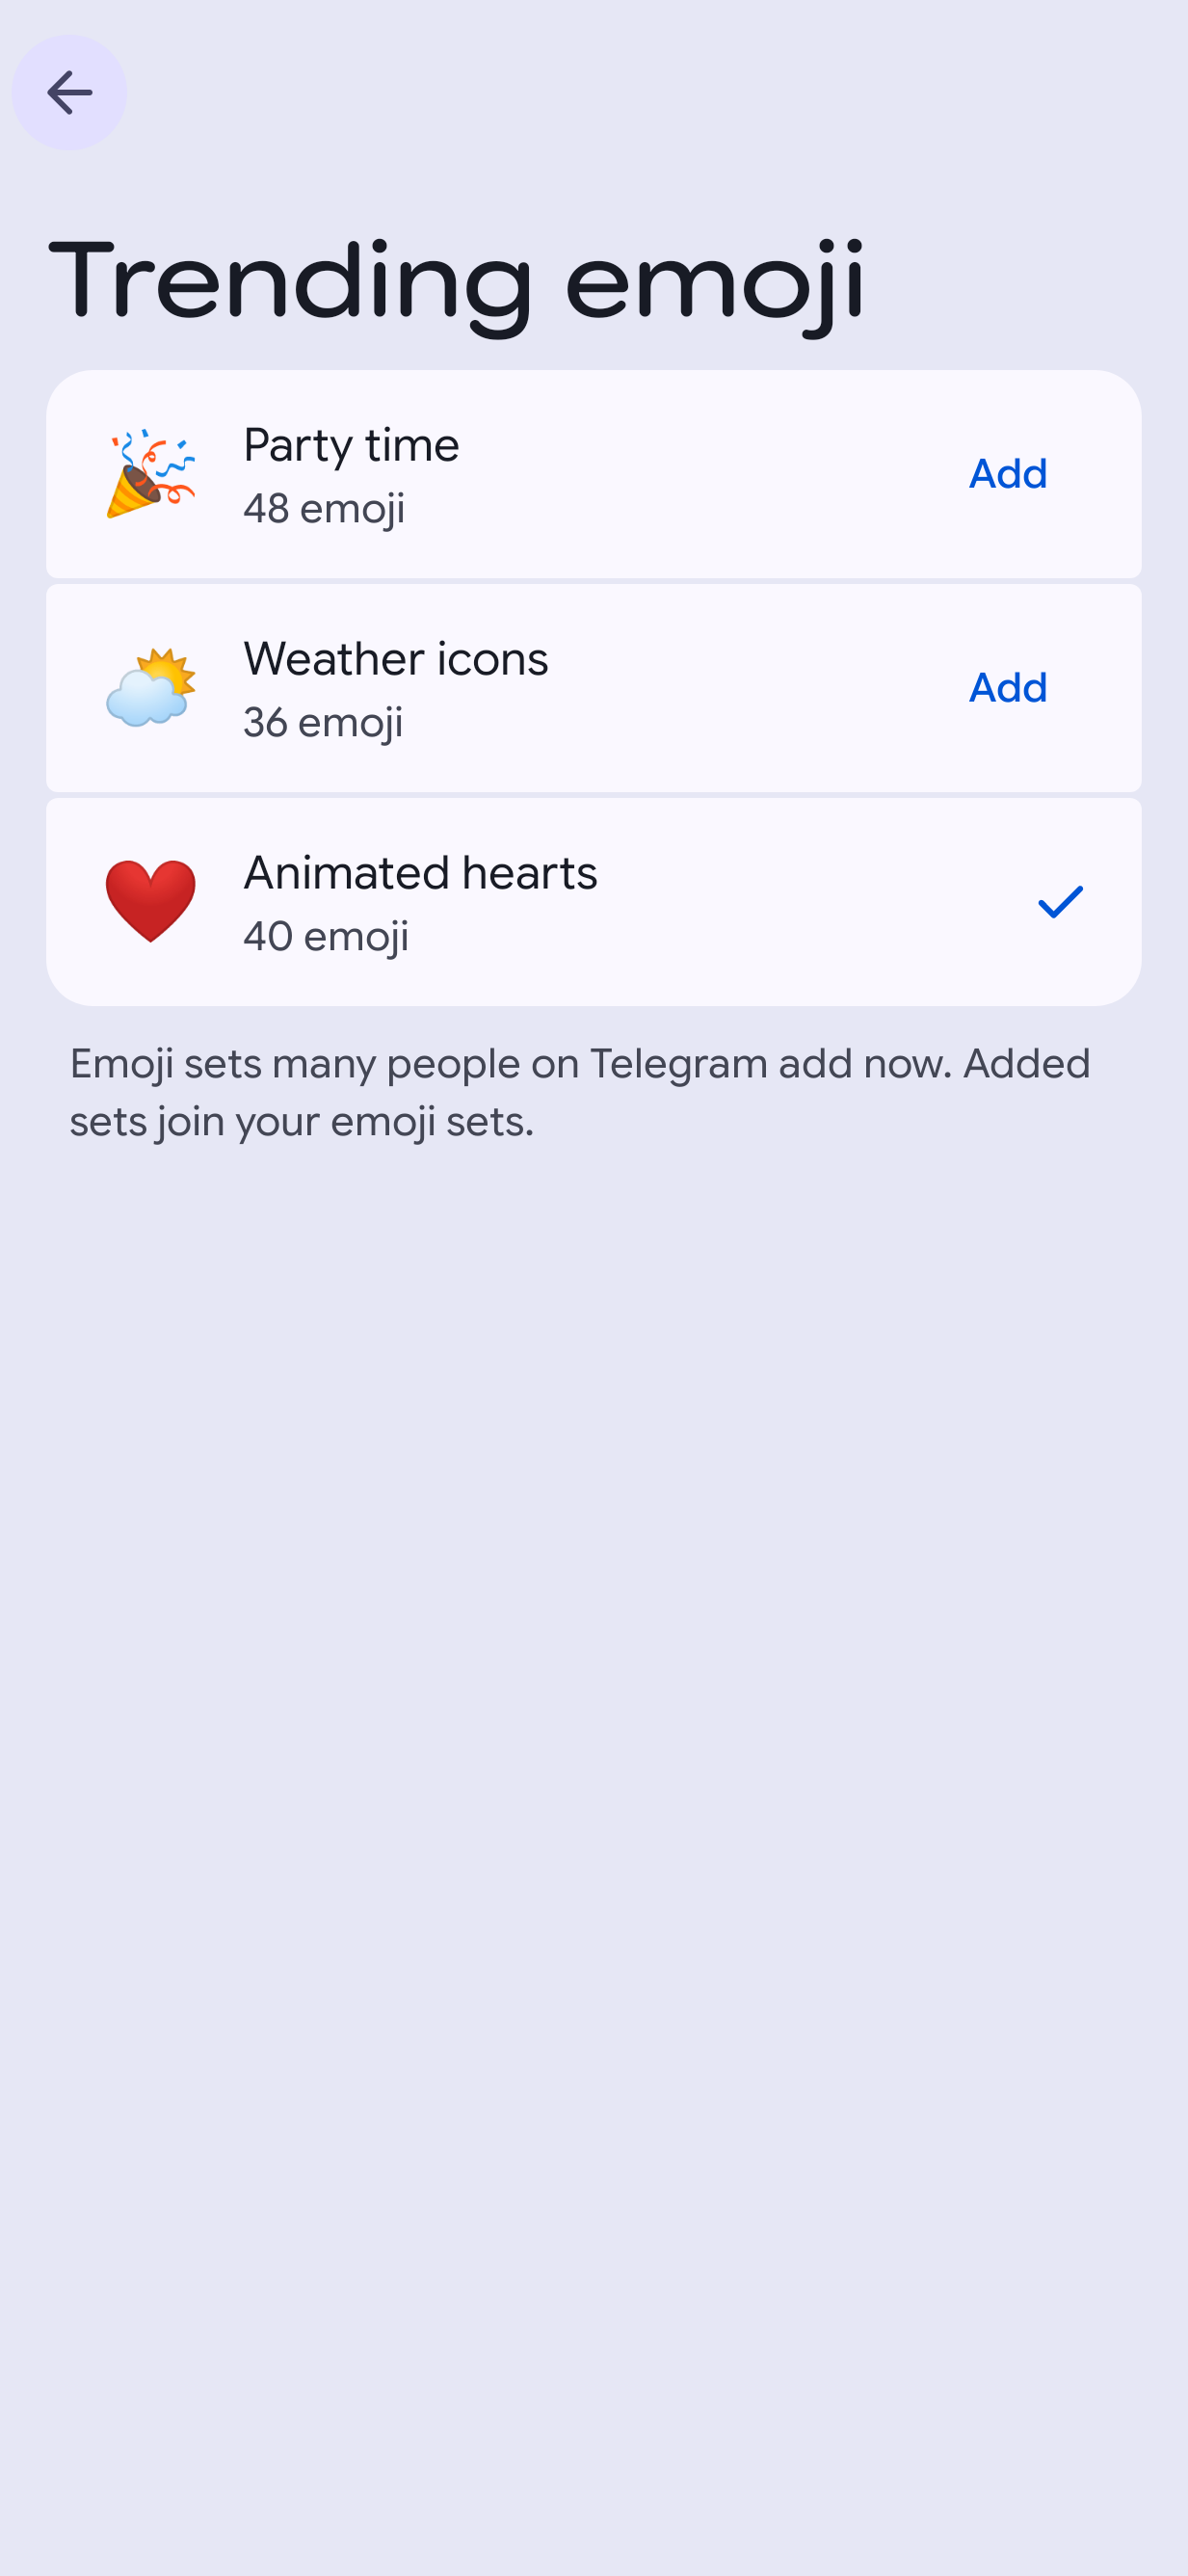 Trending emoji
Party time
48 emoji
Add
Weather icons
36 emoji
Add
Animated hearts
40 emoji
Emoji sets many people on Telegram add now. Added
sets join your emoji sets.